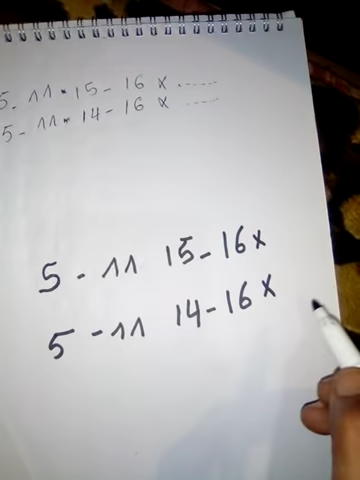 5. 11 • 15 - 16 x ......
5 - 11 • 14 - 16 x .....
5 - 11 15 - 16 x
5 - 11 14 - 16 x